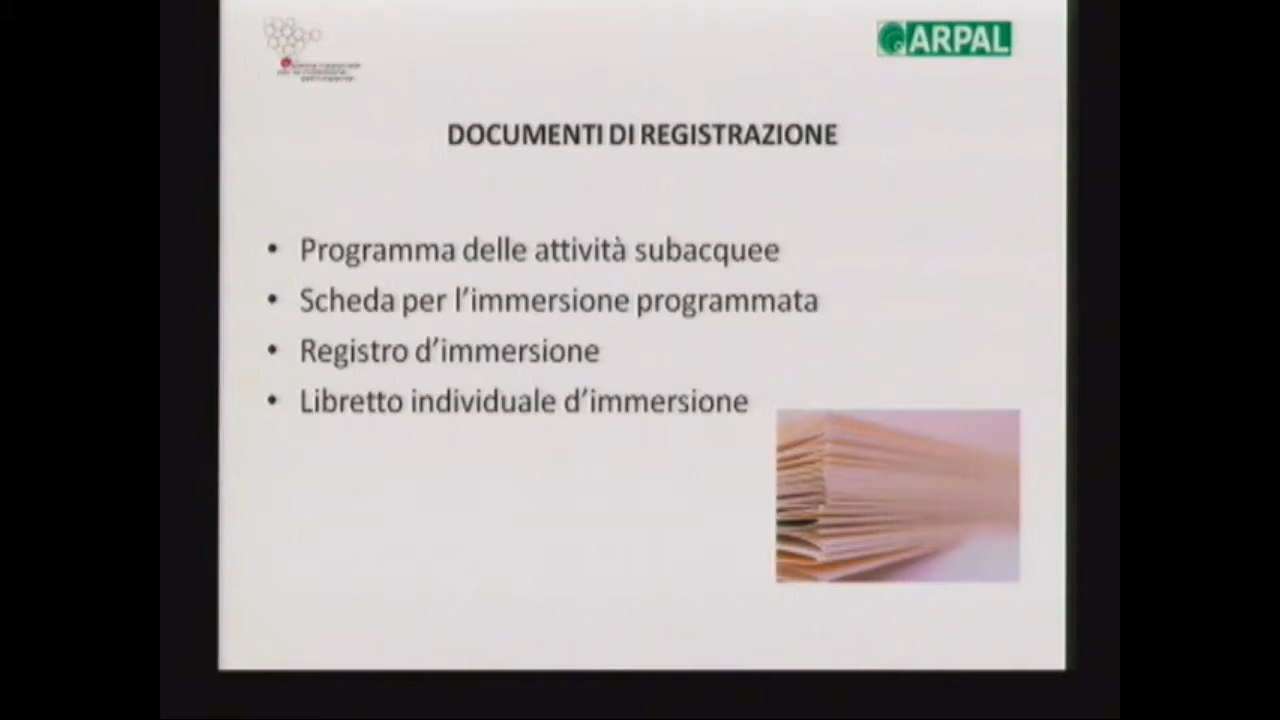 ARPAL
DOCUMENTI DI REGISTRAZIONE
• Programma delle attività subacquee
• Scheda per l’immersione programmata
• Registro d’immersione
• Libretto individuale d’immersione